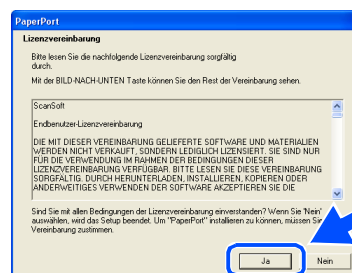 PaperPort
Lizenzvereinbarung
Bitte lesen Sie die nachfolgende Lizenzvereinbarung sorgfältig
durch.
Mit der BILD-NACH-UNTEN Taste können Sie den Rest der Vereinbarung sehen.
ScanSoft
Endbenutzer-Lizenzvereinbarung
DIE MIT DIESER VEREINBARUNG GELIEFERTE SOFTWARE UND MATERIALIEN
WERDEN NICHT VERKAUFT, SONDERN LEDIGLICH LIZENSIERT. SIE SIND NUR
FÜR DIE VERWENDUNG IM RAHMEN DER BEDINGUNGEN DIESER
LIZENZVEREINBARUNG VERFÜGBAR. BITTE LESEN SIE DIESE VEREINBARUNG
SORGFÄLTIG. DURCH HERUNTERLADEN, INSTALLIEREN, KOPIEREN ODER
ANDERWEITIGES VERWENDEN DER SOFTWARE AKZEPTIEREN SIE DIE
Sind Sie mit allen Bedingungen der Lizenzvereinbarung einverstanden? Wenn Sie 'Nein'
auswählen, wird das Setup beendet. Um "PaperPort" installieren zu können, müssen Sie
Vereinbarung zustimmen.
Ja
Nein